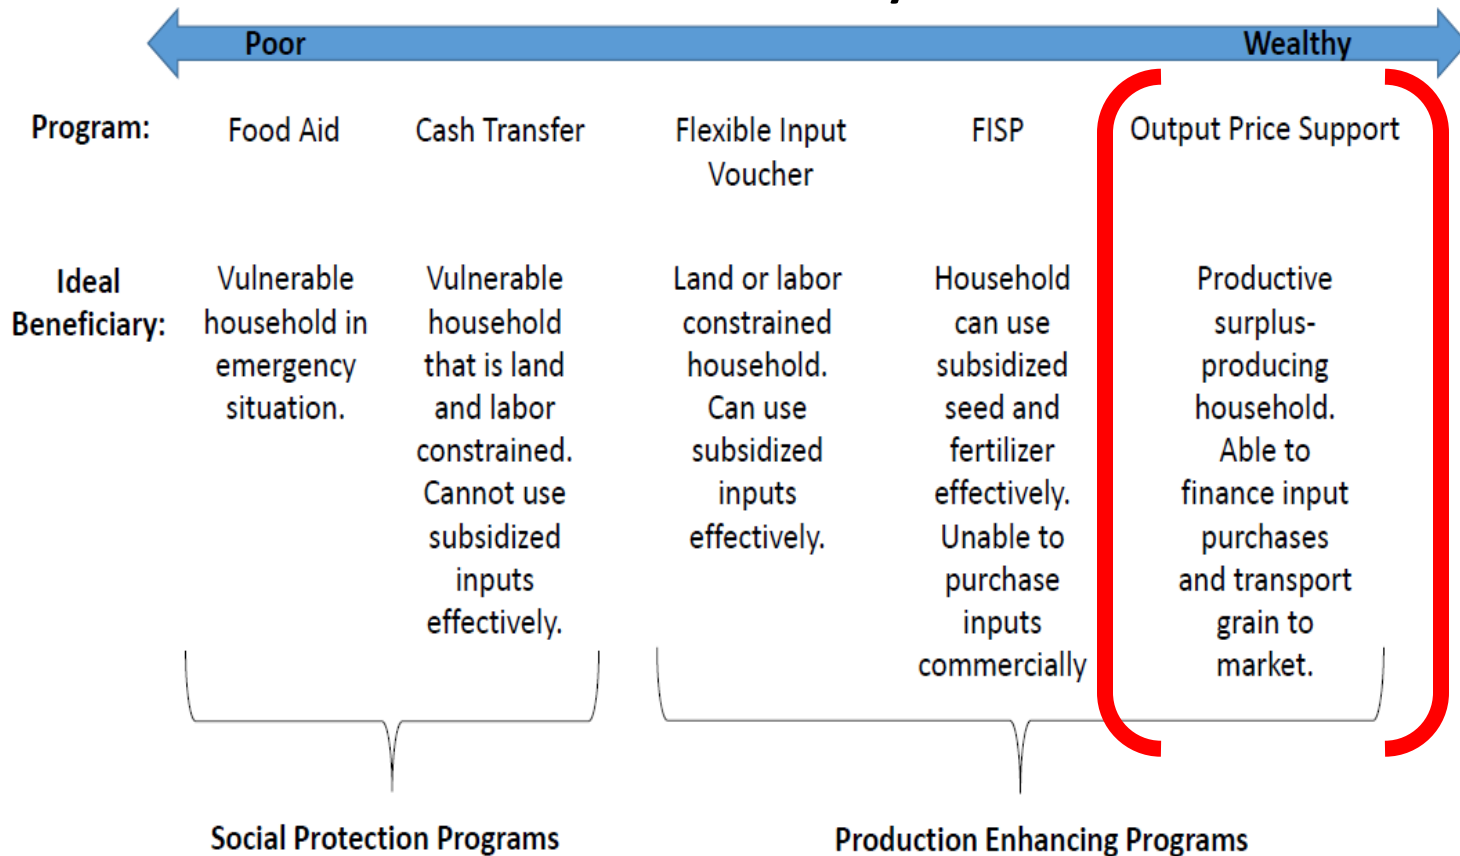 Poor
Wealthy
Program:
Food Aid
Cash Transfer
Flexible Input
Voucher
FISP
Output Price Support
Ideal
Beneficiary:
Vulnerable
household in
emergency
situation.
Vulnerable
household
that is land
and labor
constrained.
Cannot use
subsidized
inputs
effectively.
Land or labor
constrained
household.
Can use
subsidized
inputs
effectively.
Household
can use
subsidized
seed and
fertilizer
effectively.
Unable to
purchase
inputs
commercially
Productive
surplus-
producing
household.
Able to
finance input
purchases
and transport
grain to
market.
Social Protection Programs
Production Enhancing Programs